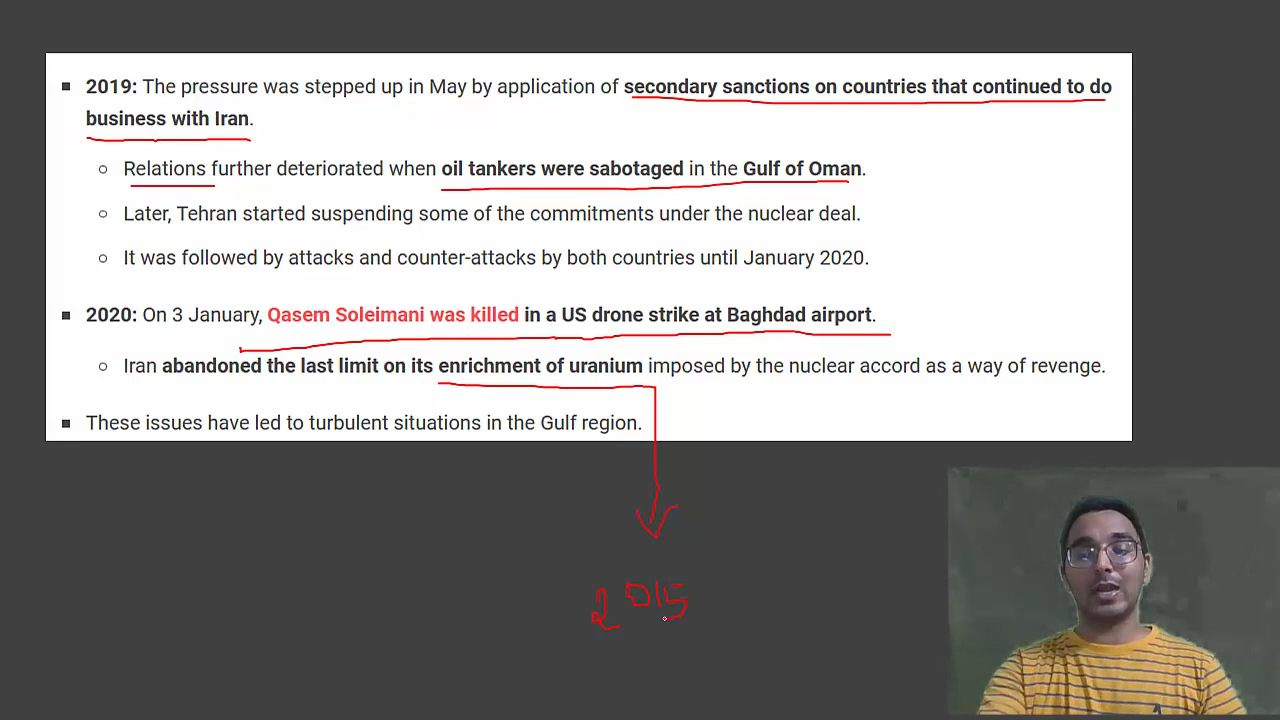 ▪ 2019: The pressure was stepped up in May by application of secondary sanctions on countries that continued to do
business with Iran.
○ Relations further deteriorated when oil tankers were sabotaged in the Gulf of Oman.
○ Later, Tehran started suspending some of the commitments under the nuclear deal.
○ It was followed by attacks and counter-attacks by both countries until January 2020.
▪ 2020: On 3 January, Qasem Soleimani was killed in a US drone strike at Baghdad airport.
○ Iran abandoned the last limit on its enrichment of uranium imposed by the nuclear accord as a way of revenge.
▪ These issues have led to turbulent situations in the Gulf region.
2015